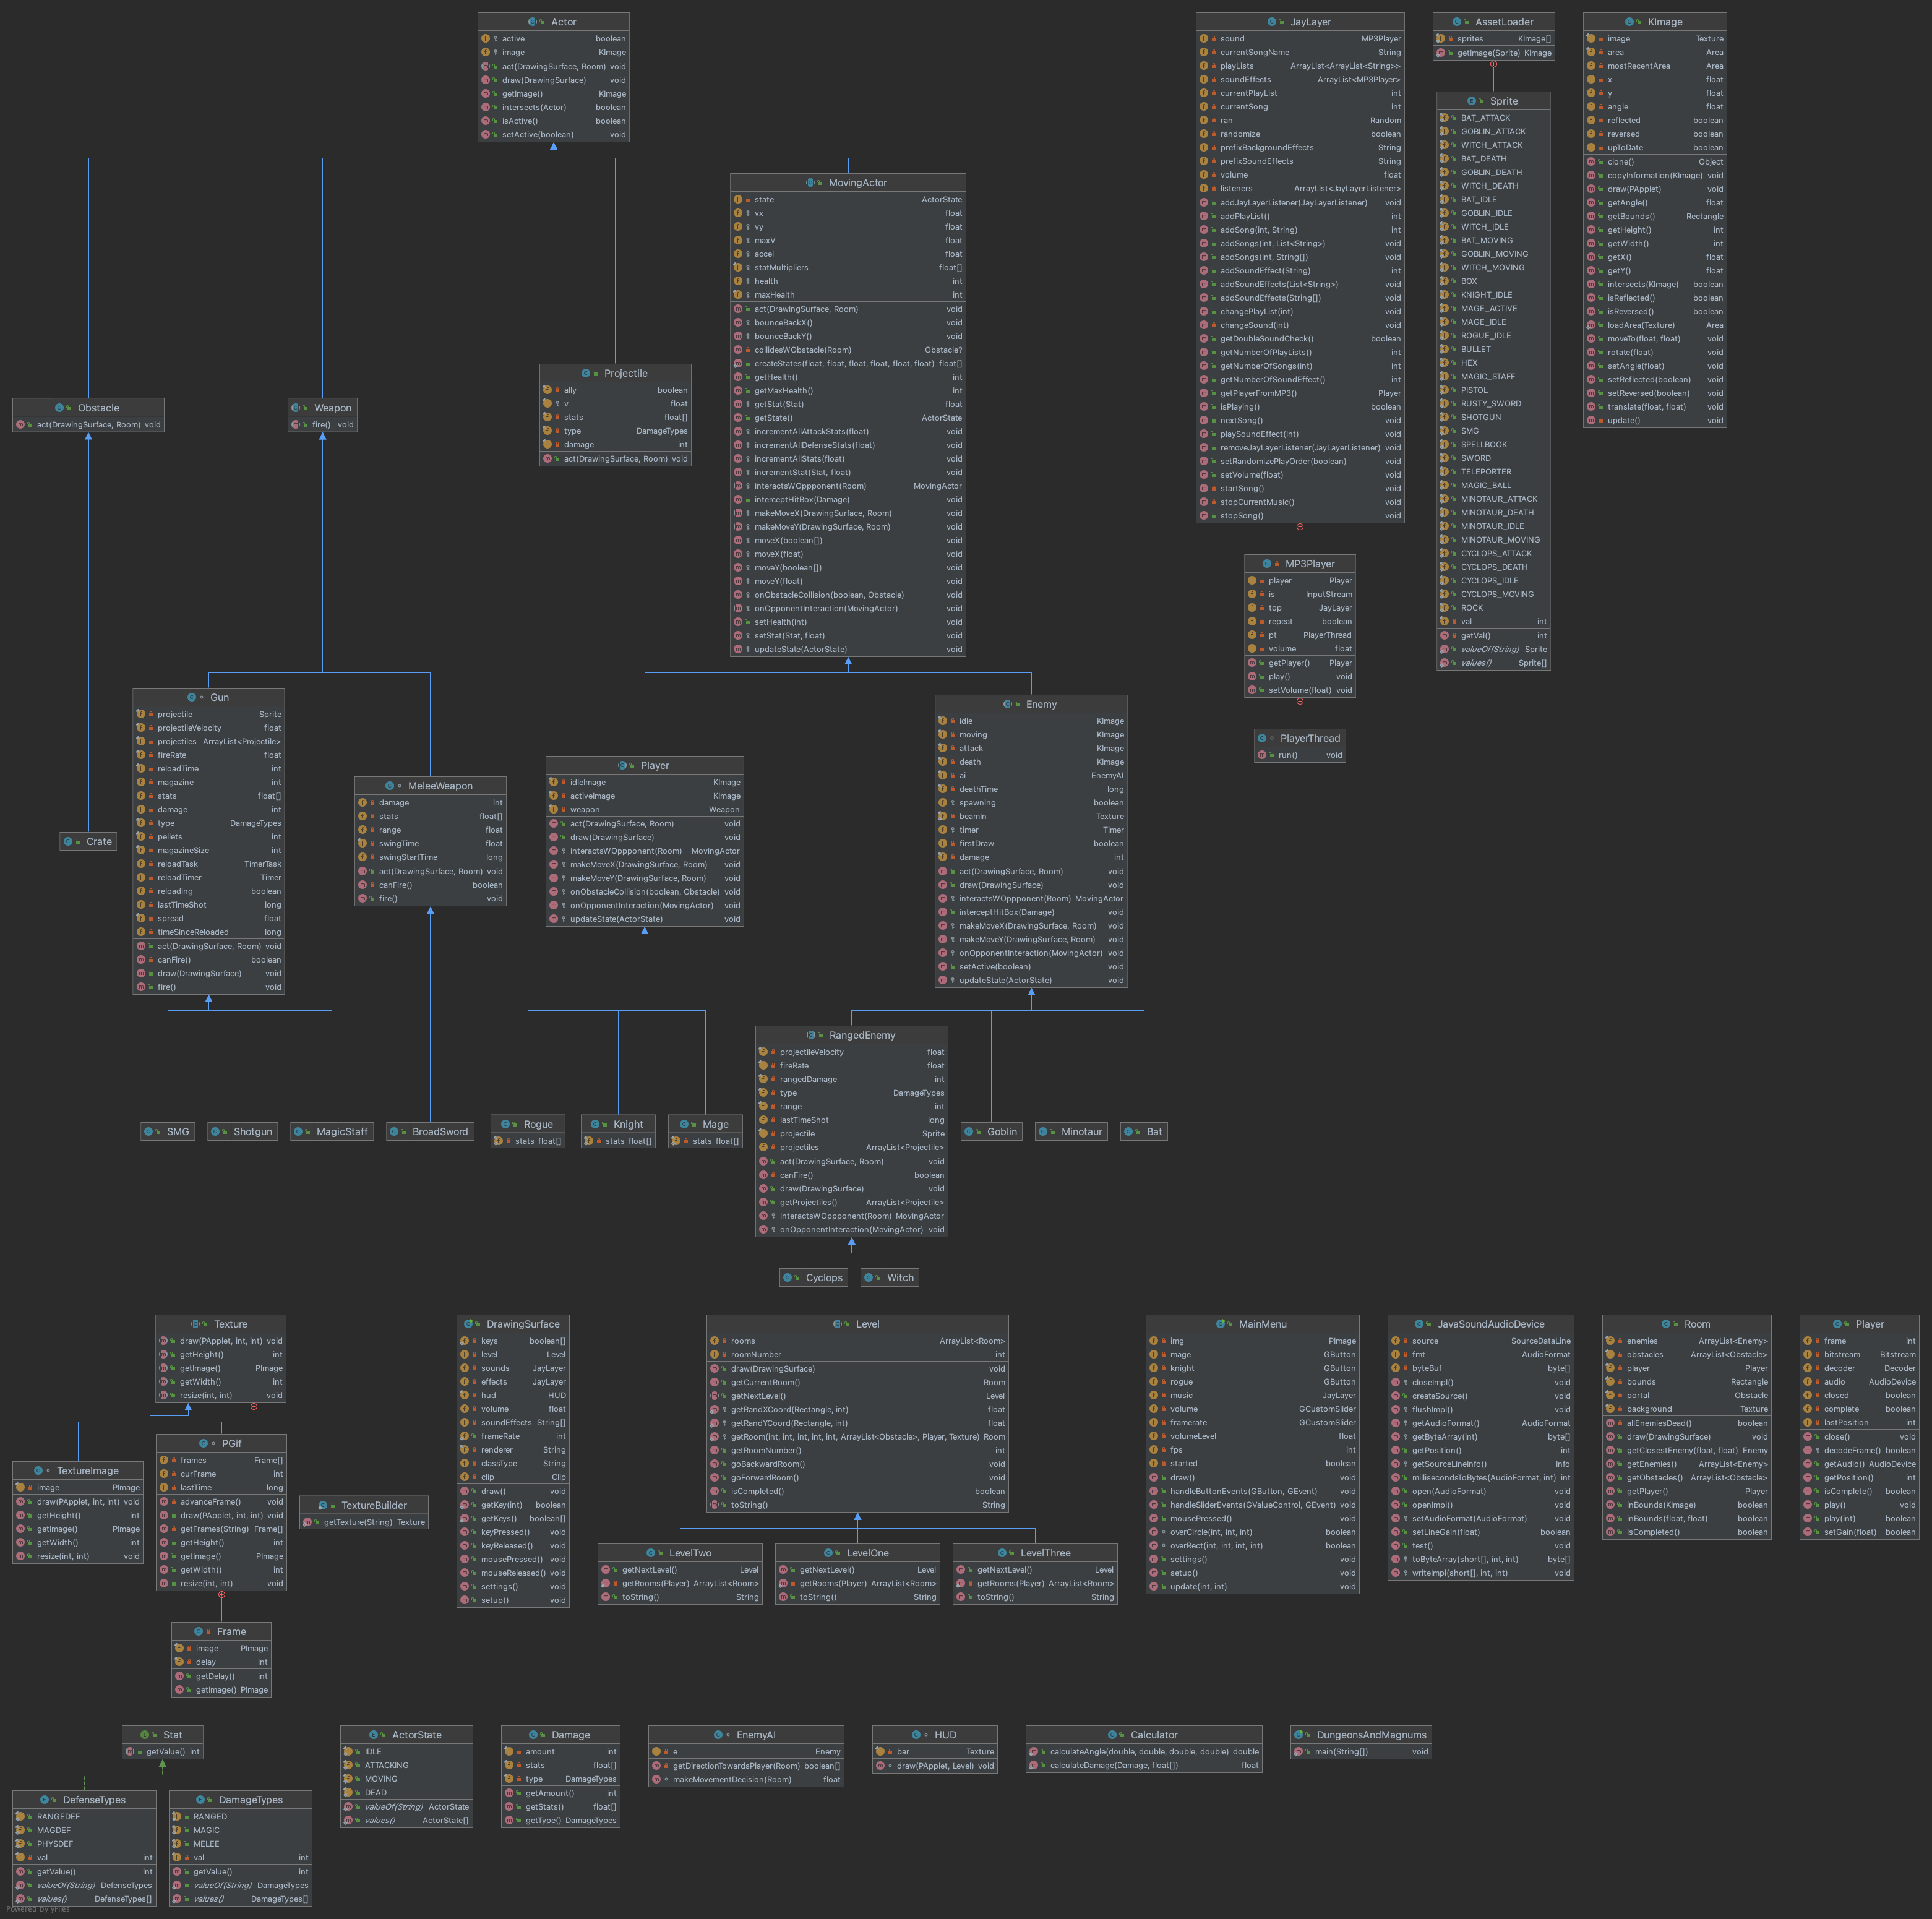 Actor
active boolean
image KImage
act(DrawingSurface, Room) void
draw(DrawingSurface) void
getImage() KImage
intersects(Actor) boolean
isActive() boolean
setActive(boolean) void
JayLayer
sound MP3Player
currentSongName String
playLists ArrayList<ArrayList<String>>
soundEffects ArrayList<MP3Player>
currentPlayList int
currentSong int
ran Random
randomize boolean
prefixBackgroundEffects String
prefixSoundEffects String
volume float
listeners ArrayList<JayLayerListener>
addJayLayerListener(JayLayerListener) void
addPlayList() int
addSong(int, String) int
addSongs(int, List<String>) void
addSongs(int, String[]) void
addSoundEffect(String) int
addSoundEffects(List<String>) void
addSoundEffects(String[]) void
changePlayList(int) void
changeSound(int) void
getDoubleSoundCheck() boolean
getNumberOfPlayLists() int
getNumberOfSongs(int) int
getNumberOfSoundEffect() int
getPlayerFromMP3() Player
isPlaying() boolean
nextSong() void
playSoundEffect(int) void
removeJayLayerListener(JayLayerListener) void
setRandomizePlayOrder(boolean) void
setVolume(float) void
startSong() void
stopCurrentMusic() void
stopSong() void
AssetLoader
sprites KImage[]
getImage(Sprite) KImage
Sprite
BAT_ATTACK
GOBLIN_ATTACK
WITCH_ATTACK
BAT_DEATH
GOBLIN_DEATH
WITCH_DEATH
BAT_IDLE
GOBLIN_IDLE
WITCH_IDLE
BAT_MOVING
GOBLIN_MOVING
WITCH_MOVING
BOX
KNIGHT_IDLE
MAGE_ACTIVE
MAGE_IDLE
ROGUE_IDLE
BULLET
HEX
MAGIC_STAFF
PISTOL
RUSTY_SWORD
SHOTGUN
SMG
SPELLBOOK
SWORD
TELEPORTER
MAGIC_BALL
MINOTAUR_ATTACK
MINOTAUR_DEATH
MINOTAUR_IDLE
MINOTAUR_MOVING
CYCLOPS_ATTACK
CYCLOPS_DEATH
CYCLOPS_IDLE
CYCLOPS_MOVING
ROCK
val int
getVal() int
valueOf(String) Sprite
values() Sprite[]
KImage
image Texture
area Area
mostRecentArea Area
x float
y float
angle float
reflected boolean
reversed boolean
upToDate boolean
clone() Object
copyInformation(KImage) void
draw(PApplet) void
getAngle() float
getBounds() Rectangle
getHeight() int
getWidth() int
getX() float
getY() float
intersects(KImage) boolean
isReflected() boolean
isReversed() boolean
loadArea(Texture) Area
moveTo(float, float) void
rotate(float) void
setAngle(float) void
setReflected(boolean) void
setReversed(boolean) void
translate(float, float) void
update() void
MovingActor
state ActorState
vx float
vy float
maxV float
accel float
statMultipliers float[]
health int
maxHealth int
act(DrawingSurface, Room) void
bounceBackX() void
bounceBackY() void
collidesWObstacle(Room) Obstacle?
createStates(float, float, float, float, float, float) float[]
getHealth() int
getMaxHealth() int
getStat(Stat) float
getState() ActorState
incrementAllAttackStats(float) void
incrementAllDefenseStats(float) void
incrementAllStats(float) void
incrementStat(Stat, float) void
interactsWOppponent(Room) MovingActor
interceptHitBox(Damage) void
makeMoveX(DrawingSurface, Room) void
makeMoveY(DrawingSurface, Room) void
moveX(boolean[]) void
moveX(float) void
moveY(boolean[]) void
moveY(float) void
onObstacleCollision(boolean, Obstacle) void
onOpponentInteraction(MovingActor) void
setHealth(int) void
setStat(Stat, float) void
updateState(ActorState) void
Projectile
ally boolean
v float
stats float[]
type DamageTypes
damage int
act(DrawingSurface, Room) void
Obstacle
act(DrawingSurface, Room) void
Weapon
fire() void
MP3Player
player Player
is InputStream
top JayLayer
repeat boolean
pt PlayerThread
volume float
getPlayer() Player
play() void
setVolume(float) void
PlayerThread
run() void
Gun
projectile Sprite
projectileVelocity float
projectiles ArrayList<Projectile>
fireRate float
reloadTime int
magazine int
stats float[]
damage int
type DamageTypes
pellets int
magazineSize int
reloadTask TimerTask
reloadTimer Timer
reloading boolean
lastTimeShot long
spread float
timeSinceReloaded long
act(DrawingSurface, Room) void
canFire() boolean
draw(DrawingSurface) void
fire() void
MeleeWeapon
damage int
stats float[]
range float
swingTime float
swingStartTime long
act(DrawingSurface, Room) void
canFire() boolean
fire() void
Crate
Player
idleImage KImage
activeImage KImage
weapon Weapon
act(DrawingSurface, Room) void
draw(DrawingSurface) void
interactsWOppponent(Room) MovingActor
makeMoveX(DrawingSurface, Room) void
makeMoveY(DrawingSurface, Room) void
onObstacleCollision(boolean, Obstacle) void
onOpponentInteraction(MovingActor) void
updateState(ActorState) void
Enemy
idle KImage
moving KImage
attack KImage
death KImage
ai EnemyAI
deathTime long
spawning boolean
beamIn Texture
timer Timer
firstDraw boolean
damage int
act(DrawingSurface, Room) void
draw(DrawingSurface) void
interactsWOppponent(Room) MovingActor
interceptHitBox(Damage) void
makeMoveX(DrawingSurface, Room) void
makeMoveY(DrawingSurface, Room) void
onOpponentInteraction(MovingActor) void
setActive(boolean) void
updateState(ActorState) void
RangedEnemy
projectileVelocity float
fireRate float
rangedDamage int
type DamageTypes
range int
lastTimeShot long
projectile Sprite
projectiles ArrayList<Projectile>
act(DrawingSurface, Room) void
canFire() boolean
draw(DrawingSurface) void
getProjectiles() ArrayList<Projectile>
interactsWOppponent(Room) MovingActor
onOpponentInteraction(MovingActor) void
SMG
Shotgun
MagicStaff
BroadSword
Rogue
stats float[]
Knight
stats float[]
Mage
stats float[]
Goblin
Minotaur
Bat
Cyclops
Witch
Texture
draw(PApplet, int, int) void
getHeight() int
getImage() PImage
getWidth() int
resize(int, int) void
TextureImage
image PImage
draw(PApplet, int, int) void
getHeight() int
getImage() PImage
getWidth() int
resize(int, int) void
PGif
frames Frame[]
curFrame int
lastTime long
advanceFrame() void
draw(PApplet, int, int) void
getFrames(String) Frame[]
getHeight() int
getImage() PImage
getWidth() int
resize(int, int) void
TextureBuilder
getTexture(String) Texture
Frame
image PImage
delay int
getDelay() int
getImage() PImage
DrawingSurface
keys boolean[]
level Level
sounds JayLayer
effects JayLayer
hud HUD
volume float
soundEffects String[]
frameRate int
renderer String
classType String
clip Clip
draw() void
getKey(int) boolean
getKeys() boolean[]
keyPressed() void
keyReleased() void
mousePressed() void
mouseReleased() void
settings() void
setup() void
Level
rooms ArrayList<Room>
roomNumber int
draw(DrawingSurface) void
getCurrentRoom() Room
getNextLevel() Level
getRandXCoord(Rectangle, int) float
getRandYCoord(Rectangle, int) float
getRoom(int, int, int, int, int, ArrayList<Obstacle>, Player, Texture) Room
getRoomNumber() int
goBackwardRoom() void
goForwardRoom() void
isCompleted() boolean
toString() String
LevelTwo
getNextLevel() Level
getRooms(Player) ArrayList<Room>
toString() String
LevelOne
getNextLevel() Level
getRooms(Player) ArrayList<Room>
toString() String
LevelThree
getNextLevel() Level
getRooms(Player) ArrayList<Room>
toString() String
MainMenu
img PImage
mage GButton
knight GButton
rogue GButton
music JayLayer
volume GCustomSlider
framerate GCustomSlider
volumeLevel float
fps int
started boolean
draw() void
handleButtonEvents(GButton, GEvent) void
handleSliderEvents(GValueControl, GEvent) void
mousePressed() void
overCircle(int, int, int) boolean
overRect(int, int, int, int) boolean
settings() void
setup() void
update(int, int) void
JavaSoundAudioDevice
source SourceDataLine
fmt AudioFormat
byteBuf byte[]
closeImpl() void
createSource() void
flushImpl() void
getAudioFormat() AudioFormat
getByteArray(int) byte[]
getPosition() int
getSourceLineInfo() Info
millisecondsToBytes(AudioFormat, int) int
open(AudioFormat) void
openImpl() void
setAudioFormat(AudioFormat) void
setLineGain(float) boolean
test() void
toByteArray(short[], int, int) byte[]
writeImpl(short[], int, int) void
Room
enemies ArrayList<Enemy>
obstacles ArrayList<Obstacle>
player Player
bounds Rectangle
portal Obstacle
background Texture
allEnemiesDead() boolean
draw(DrawingSurface) void
getClosestEnemy(float, float) Enemy
getEnemies() ArrayList<Enemy>
getObstacles() ArrayList<Obstacle>
getPlayer() Player
inBounds(KImage) boolean
inBounds(float, float) boolean
isCompleted() boolean
Player
frame int
bitstream Bitstream
decoder Decoder
audio AudioDevice
closed boolean
complete boolean
lastPosition int
close() void
decodeFrame() boolean
getAudio() AudioDevice
getPosition() int
isComplete() boolean
play() void
play(int) boolean
setGain(float) boolean
Stat
getValue() int
DefenseTypes
RANGEDEF
MAGDEF
PHYSDEF
val int
getValue() int
valueOf(String) DefenseTypes
values() DefenseTypes[]
DamageTypes
RANGED
MAGIC
MELEE
val int
getValue() int
valueOf(String) DamageTypes
values() DamageTypes[]
ActorState
IDLE
ATTACKING
MOVING
DEAD
valueOf(String) ActorState
values() ActorState[]
Damage
amount int
stats float[]
type DamageTypes
getAmount() int
getStats() float[]
getType() DamageTypes
EnemyAI
e Enemy
getDirectionTowardsPlayer(Room) boolean[]
makeMovementDecision(Room) float
HUD
bar Texture
draw(PApplet, Level) void
Calculator
calculateAngle(double, double, double, double) double
calculateDamage(Damage, float[]) float
DungeonsAndMagnums
main(String[]) void
Powered by yFiles